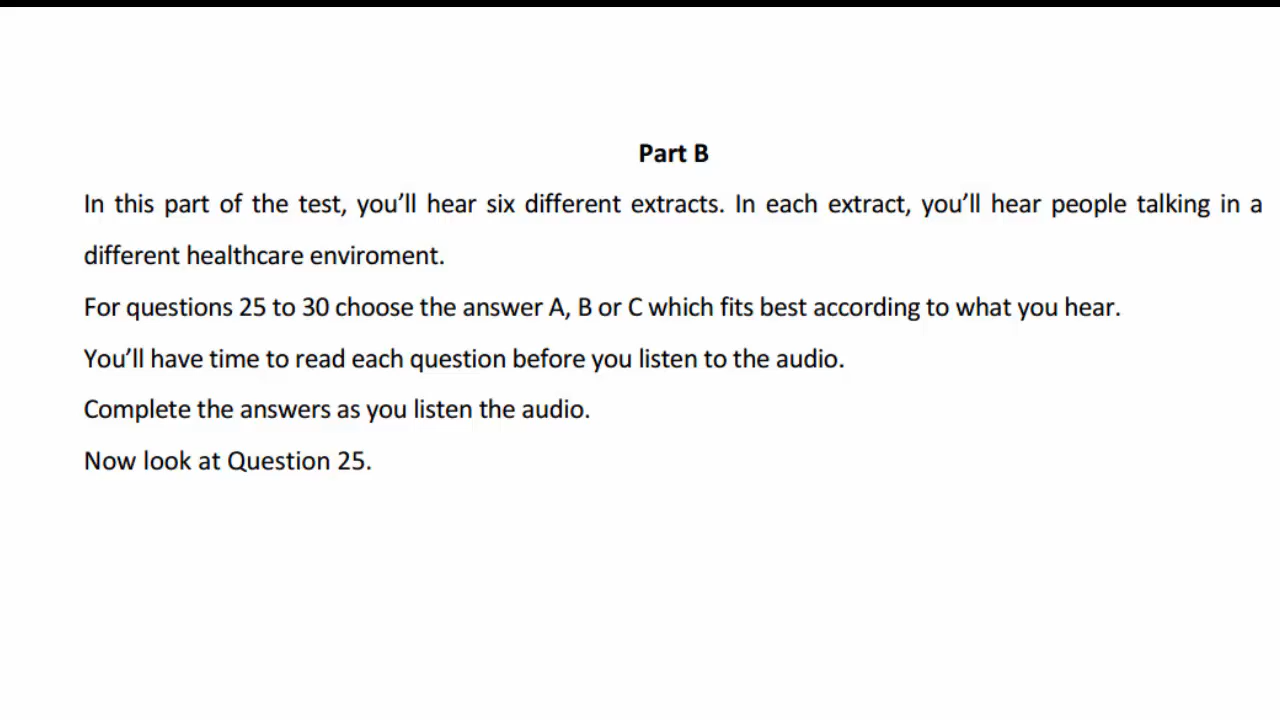 Part B
In this part of the test, you’ll hear six different extracts. In each extract, you’ll hear people talking in a
different healthcare enviroment.
For questions 25 to 30 choose the answer A, B or C which fits best according to what you hear.
You’ll have time to read each question before you listen to the audio.
Complete the answers as you listen the audio.
Now look at Question 25.